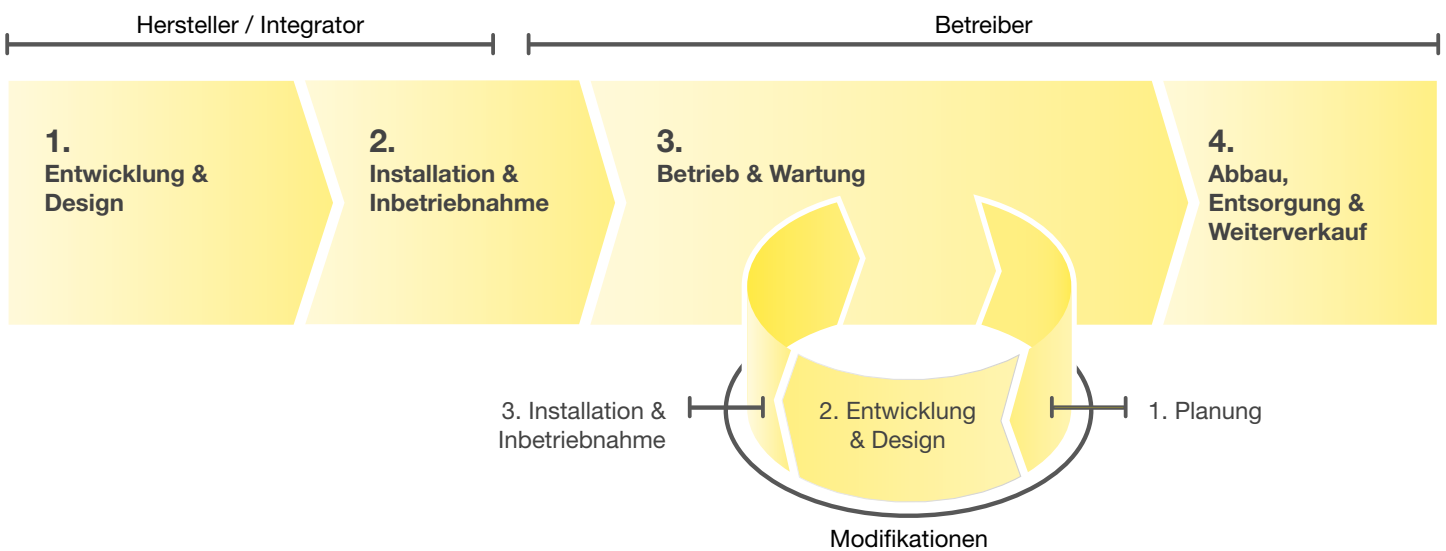 Hersteller / Integrator
Betreiber
1.
Entwicklung &
Design
2.
Installation &
Inbetriebnahme
3.
Betrieb & Wartung
4.
Abbau,
Entsorgung &
Weiterverkauf
3. Installation &
Inbetriebnahme
2. Entwicklung
& Design
1. Planung
Modifikationen